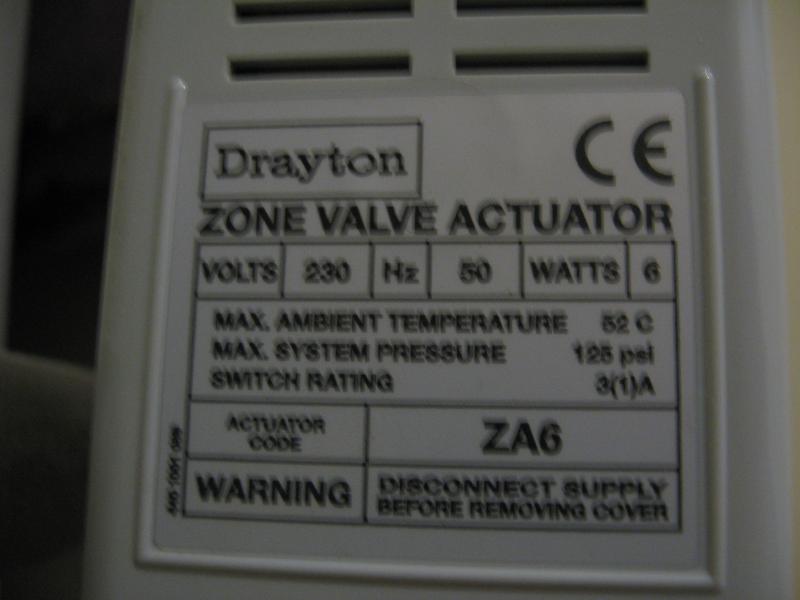 Drayton
CE
ZONE VALVE ACTUATOR
VOLTS 230 Hz 50 WATTS 6
MAX. AMBIENT TEMPERATURE 52 C
MAX. SYSTEM PRESSURE 125 psi
SWITCH RATING 3(1)A
ACTUATOR
CODE
ZA6
WARNING
DISCONNECT SUPPLY
BEFORE REMOVING COVER